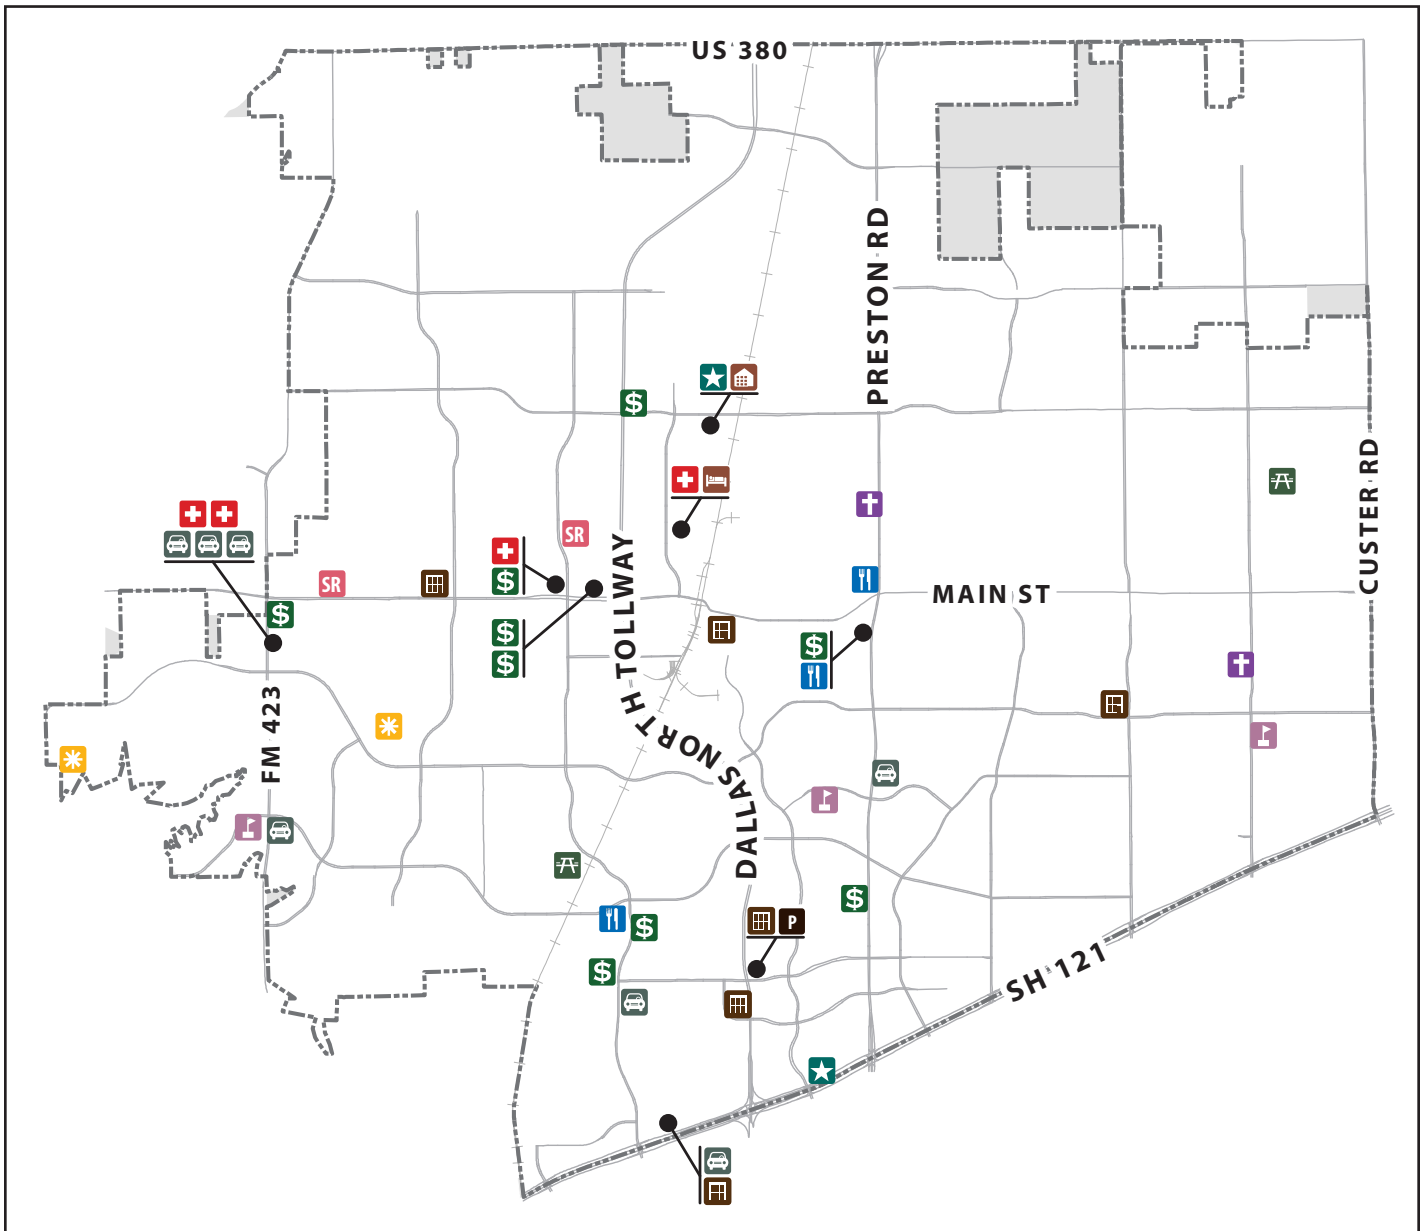 US 380
PRESTON RD
$
CUSTER RD
SR
SR
$
$
$
$
DALLAS NORTH TOLLWAY
MAIN ST
$
FM 423
$
$
P
$
$
SH 121